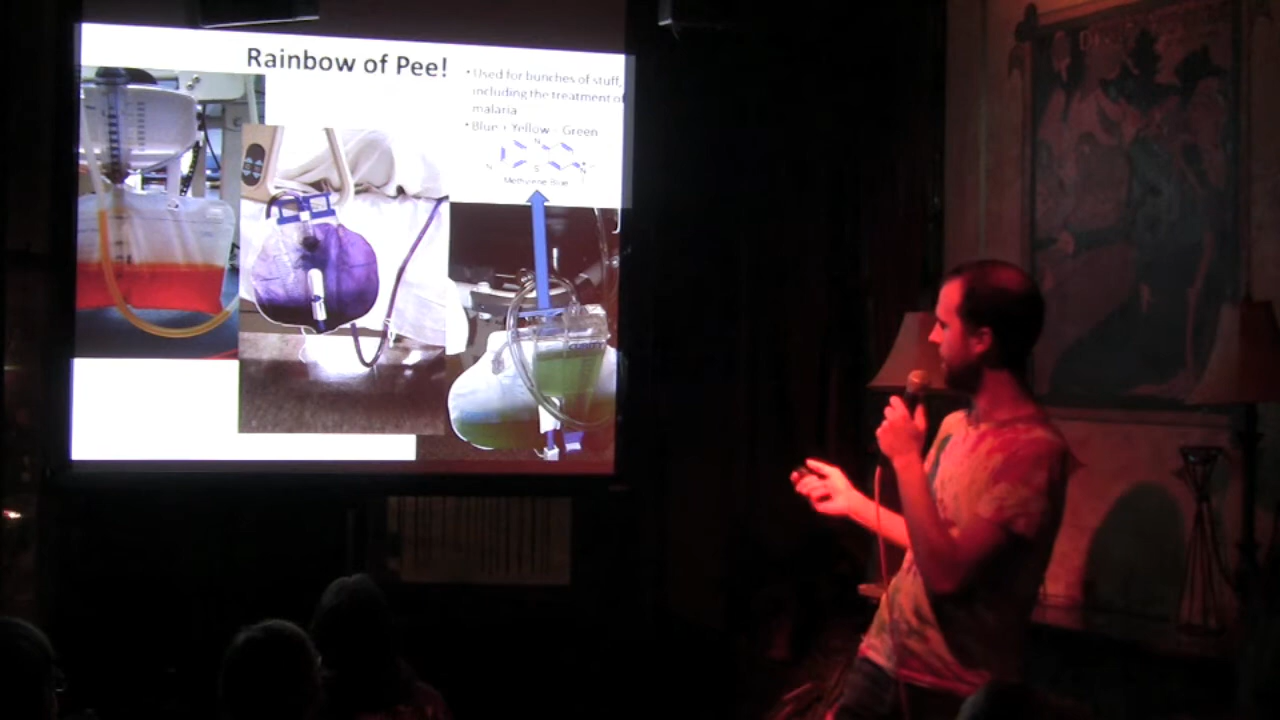 Rainbow of Pee!
• Used for bunches of stuff,
including the treatment of
malaria
• Blue + Yellow = Green
N
N S N
Methylene Blue